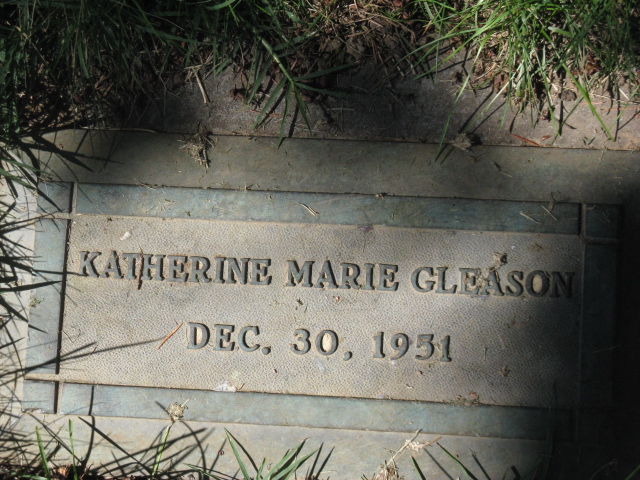 KATHERINE MARIE GLEASON
DEC. 30, 1951